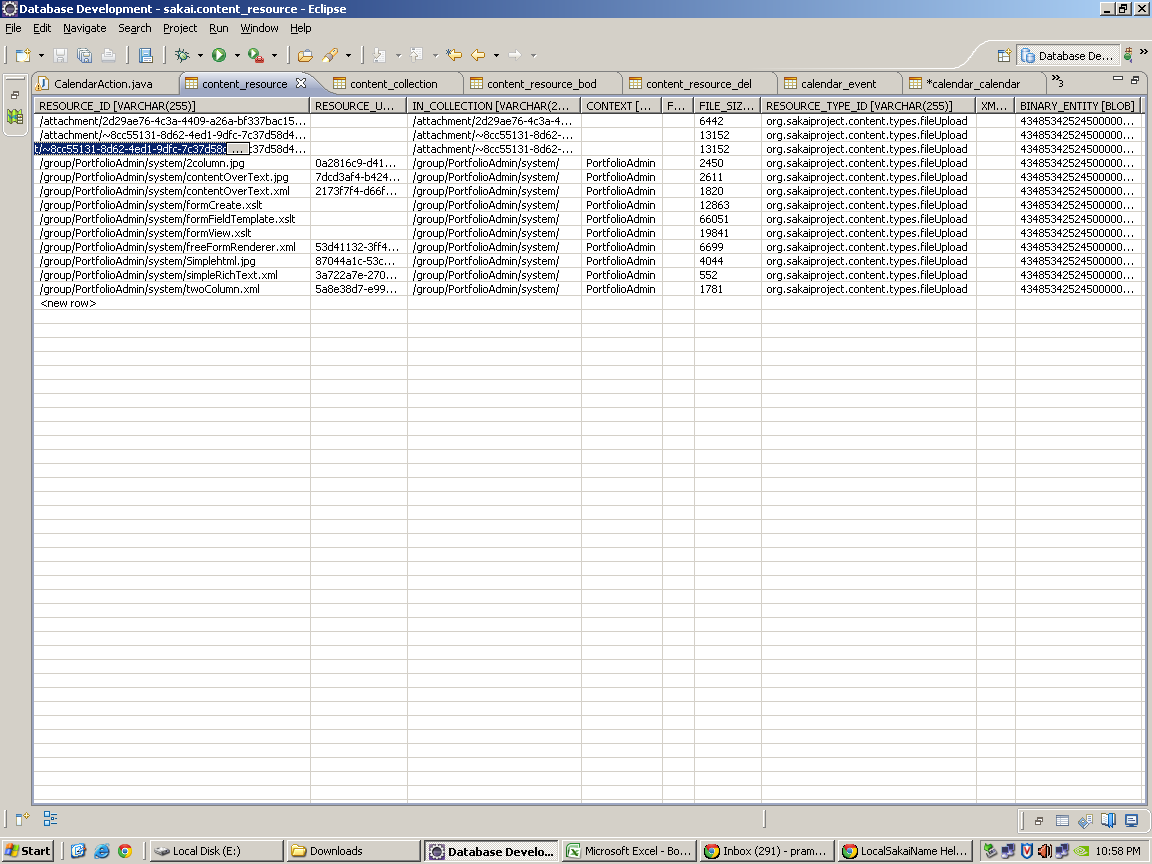 Database Development - sakai.content_resource - Eclipse
File Edit Navigate Search Project Run Window Help
Database De...
CalendarAction.java content_resource content_collection content_resource_bod content_resource_del calendar_event *calendar_calendar 3
RESOURCE_ID [VARCHAR(255)] RESOURCE_U... IN_COLLECTION [VARCHAR(2... CONTEXT [... F... FILE_SIZ... RESOURCE_TYPE_ID [VARCHAR(255)] XM... BINARY_ENTITY [BLOB]
/attachment/2d29ae76-4c3a-4409-a26a-bf337bac15... /attachment/2d29ae76-4c3a-4... 6442 org.sakaiproject.content.types.fileUpload 43485342524500000...
/attachment/~8cc55131-8d62-4ed1-9dfc-7c37d58d4... /attachment/~8cc55131-8d62-... 13152 org.sakaiproject.content.types.fileUpload 43485342524500000...
t/~8cc55131-8d62-4ed1-9dfc-7c37d58c ... :37d58d4... /attachment/~8cc55131-8d62-... 13152 org.sakaiproject.content.types.fileUpload 43485342524500000...
/group/PortfolioAdmin/system/2column.jpg 0a2816c9-d41... /group/PortfolioAdmin/system/ PortfolioAdmin 2450 org.sakaiproject.content.types.fileUpload 43485342524500000...
/group/PortfolioAdmin/system/contentOverText.jpg 7dcd3af4-b424... /group/PortfolioAdmin/system/ PortfolioAdmin 2611 org.sakaiproject.content.types.fileUpload 43485342524500000...
/group/PortfolioAdmin/system/contentOverText.xml 2173f7f4-d66f... /group/PortfolioAdmin/system/ PortfolioAdmin 1820 org.sakaiproject.content.types.fileUpload 43485342524500000...
/group/PortfolioAdmin/system/formCreate.xslt /group/PortfolioAdmin/system/ PortfolioAdmin 12863 org.sakaiproject.content.types.fileUpload 43485342524500000...
/group/PortfolioAdmin/system/formFieldTemplate.xslt /group/PortfolioAdmin/system/ PortfolioAdmin 66051 org.sakaiproject.content.types.fileUpload 43485342524500000...
/group/PortfolioAdmin/system/formView.xslt /group/PortfolioAdmin/system/ PortfolioAdmin 19841 org.sakaiproject.content.types.fileUpload 43485342524500000...
/group/PortfolioAdmin/system/freeFormRenderer.xml 53d41132-3ff4... /group/PortfolioAdmin/system/ PortfolioAdmin 6699 org.sakaiproject.content.types.fileUpload 43485342524500000...
/group/PortfolioAdmin/system/Simplehtml.jpg 87044a1c-53c... /group/PortfolioAdmin/system/ PortfolioAdmin 4044 org.sakaiproject.content.types.fileUpload 43485342524500000...
/group/PortfolioAdmin/system/simpleRichText.xml 3a722a7e-270... /group/PortfolioAdmin/system/ PortfolioAdmin 552 org.sakaiproject.content.types.fileUpload 43485342524500000...
/group/PortfolioAdmin/system/twoColumn.xml 5a8e38d7-e99... /group/PortfolioAdmin/system/ PortfolioAdmin 1781 org.sakaiproject.content.types.fileUpload 43485342524500000...
<new row>
Start Local Disk (E:) Downloads Database Develo... Microsoft Excel - Bo... Inbox (291) - pram... LocalSakaiName Hel... 10:58 PM